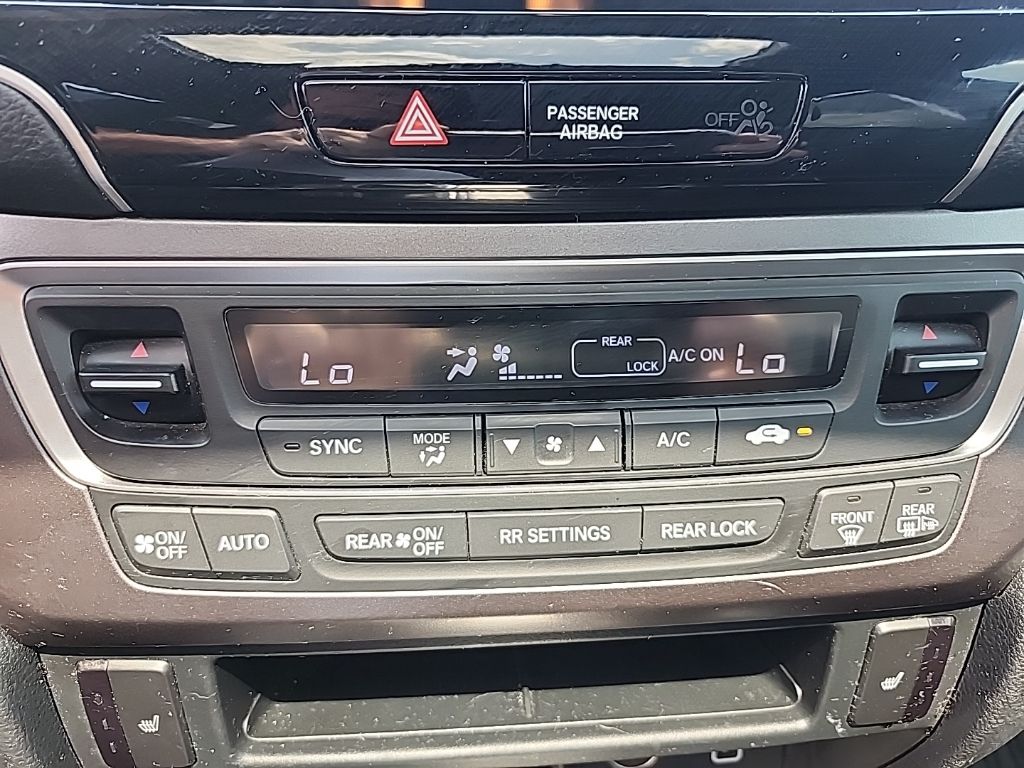 PASSENGER
AIRBAG
OFF
Lo
REAR
LOCK
A/C ON
Lo
SYNC
MODE
A/C
ON/
OFF
AUTO
REAR ON/
OFF
RR SETTINGS
REAR LOCK
FRONT
REAR